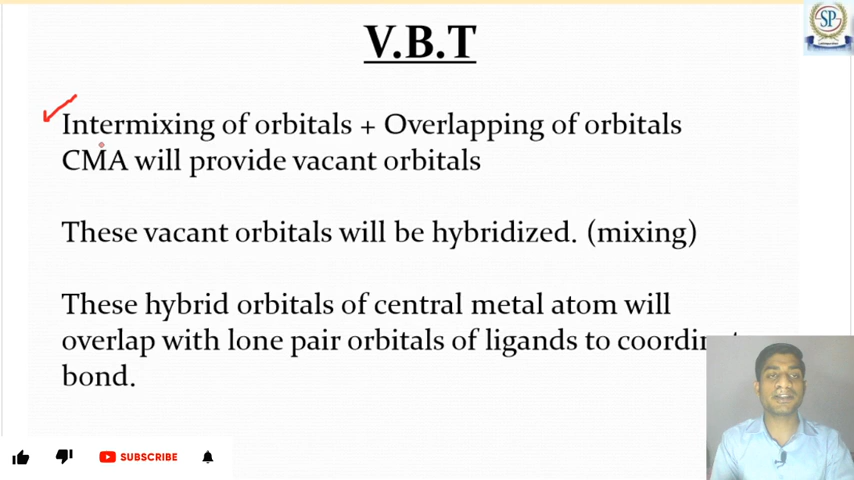 V.B.T
SP
Intermixing of orbitals + Overlapping of orbitals
CMA will provide vacant orbitals
These vacant orbitals will be hybridized. (mixing)
These hybrid orbitals of central metal atom will
overlap with lone pair orbitals of ligands to
bond.
SUBSCRIBE